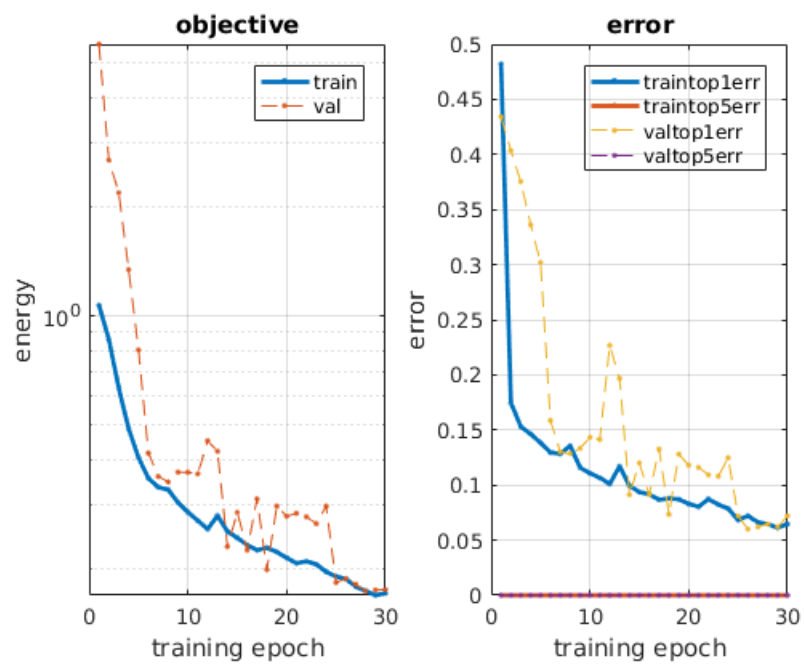 objective
train
val
energy
10⁰
0
10
20
30
training epoch
error
traintop1err
traintop5err
valtop1err
valtop5err
error
0.5
0.45
0.4
0.35
0.3
0.25
0.2
0.15
0.1
0.05
0
0
10
20
30
training epoch